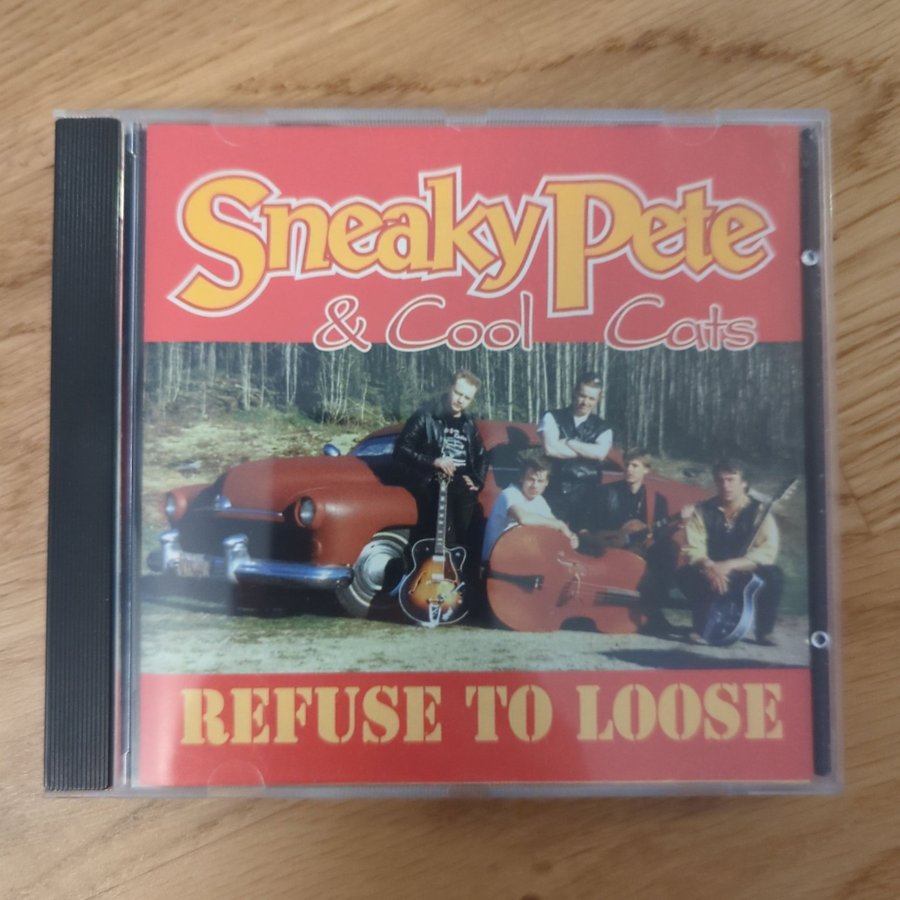 Sneaky Pete
& Cool Cats
REFUSE TO LOOSE